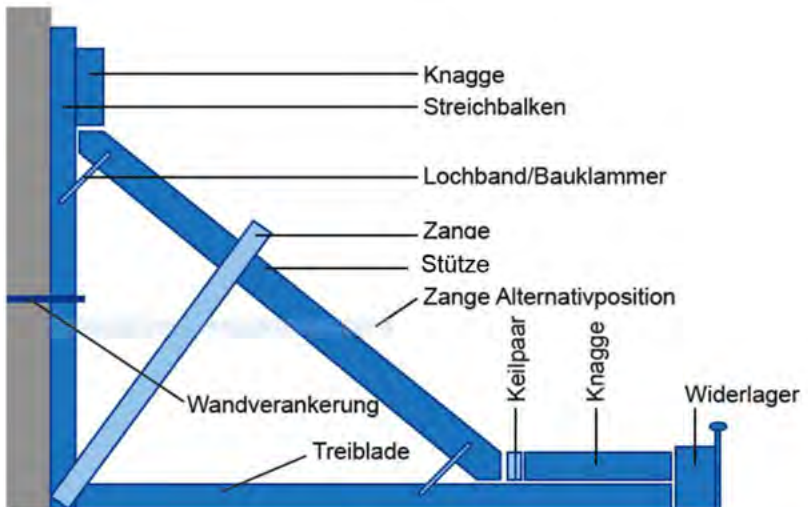 Knagge
Streichbalken
Lochband/Bauklammer
Zange
Stütze
Zange Alternativposition
Keilpaar
Knagge
Widerlager
Wandverankerung
Treiblade